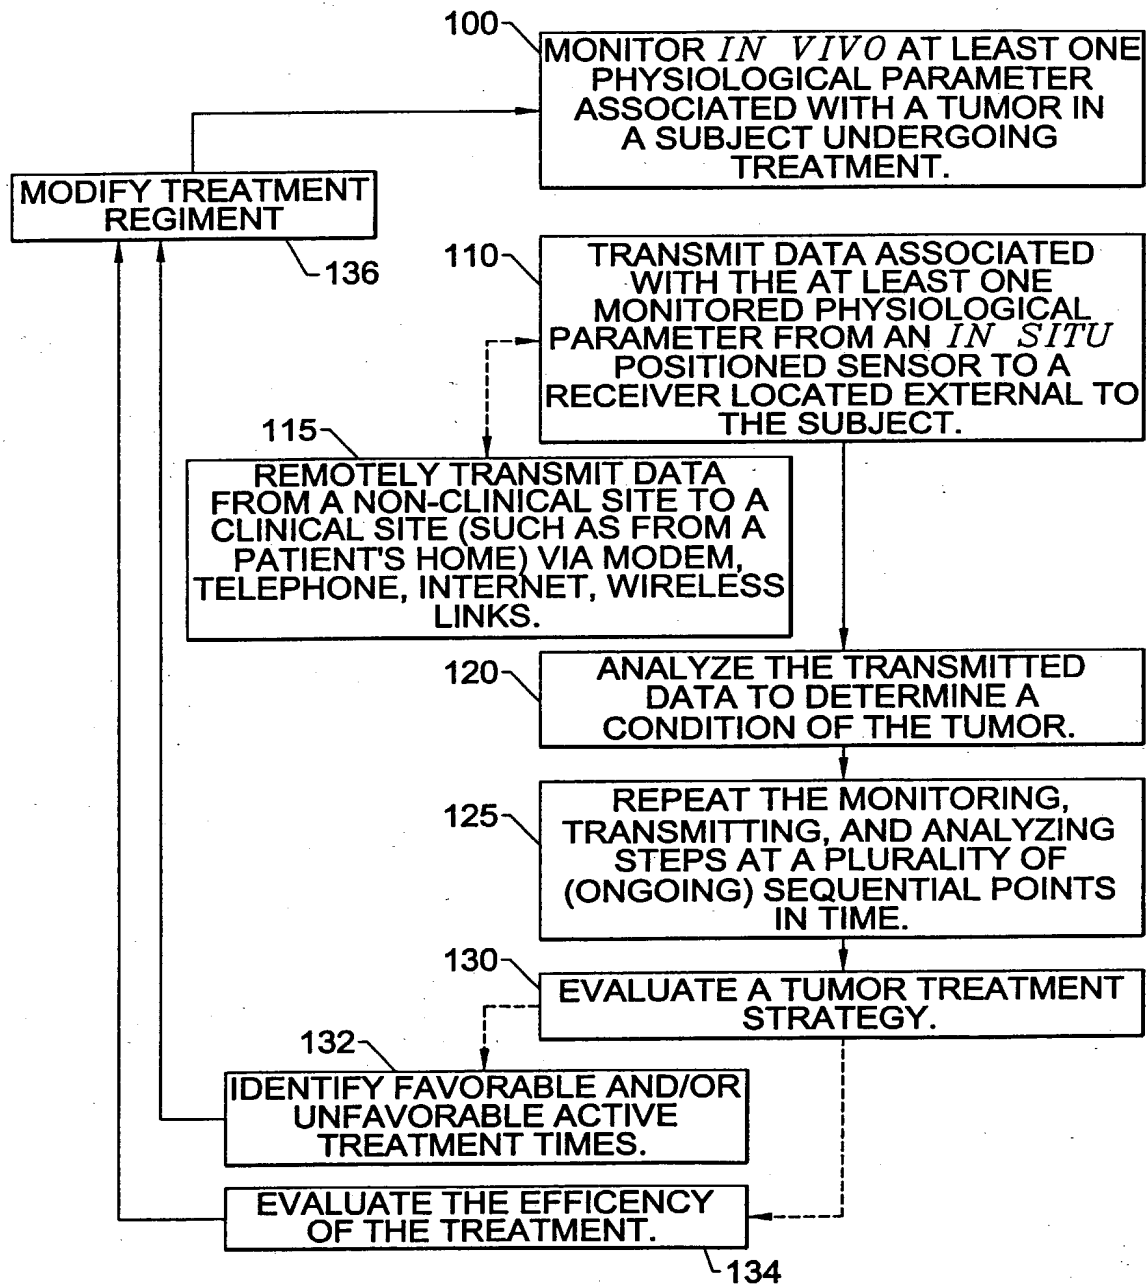 100
MONITOR IN VIVO AT LEAST ONE
PHYSIOLOGICAL PARAMETER
ASSOCIATED WITH A TUMOR IN
A SUBJECT UNDERGOING
TREATMENT.
MODIFY TREATMENT
REGIMENT
136
110
TRANSMIT DATA ASSOCIATED
WITH THE AT LEAST ONE
MONITORED PHYSIOLOGICAL
PARAMETER FROM AN IN SITU
POSITIONED SENSOR TO A
RECEIVER LOCATED EXTERNAL TO
THE SUBJECT.
115
REMOTELY TRANSMIT DATA
FROM A NON-CLINICAL SITE TO A
CLINICAL SITE (SUCH AS FROM A
PATIENT'S HOME) VIA MODEM,
TELEPHONE, INTERNET, WIRELESS
LINKS.
120
ANALYZE THE TRANSMITTED
DATA TO DETERMINE A
CONDITION OF THE TUMOR.
125
REPEAT THE MONITORING,
TRANSMITTING, AND ANALYZING
STEPS AT A PLURALITY OF
(ONGOING) SEQUENTIAL POINTS
IN TIME.
130
EVALUATE A TUMOR TREATMENT
STRATEGY.
132
IDENTIFY FAVORABLE AND/OR
UNFAVORABLE ACTIVE
TREATMENT TIMES.
EVALUATE THE EFFICENCY
OF THE TREATMENT.
134